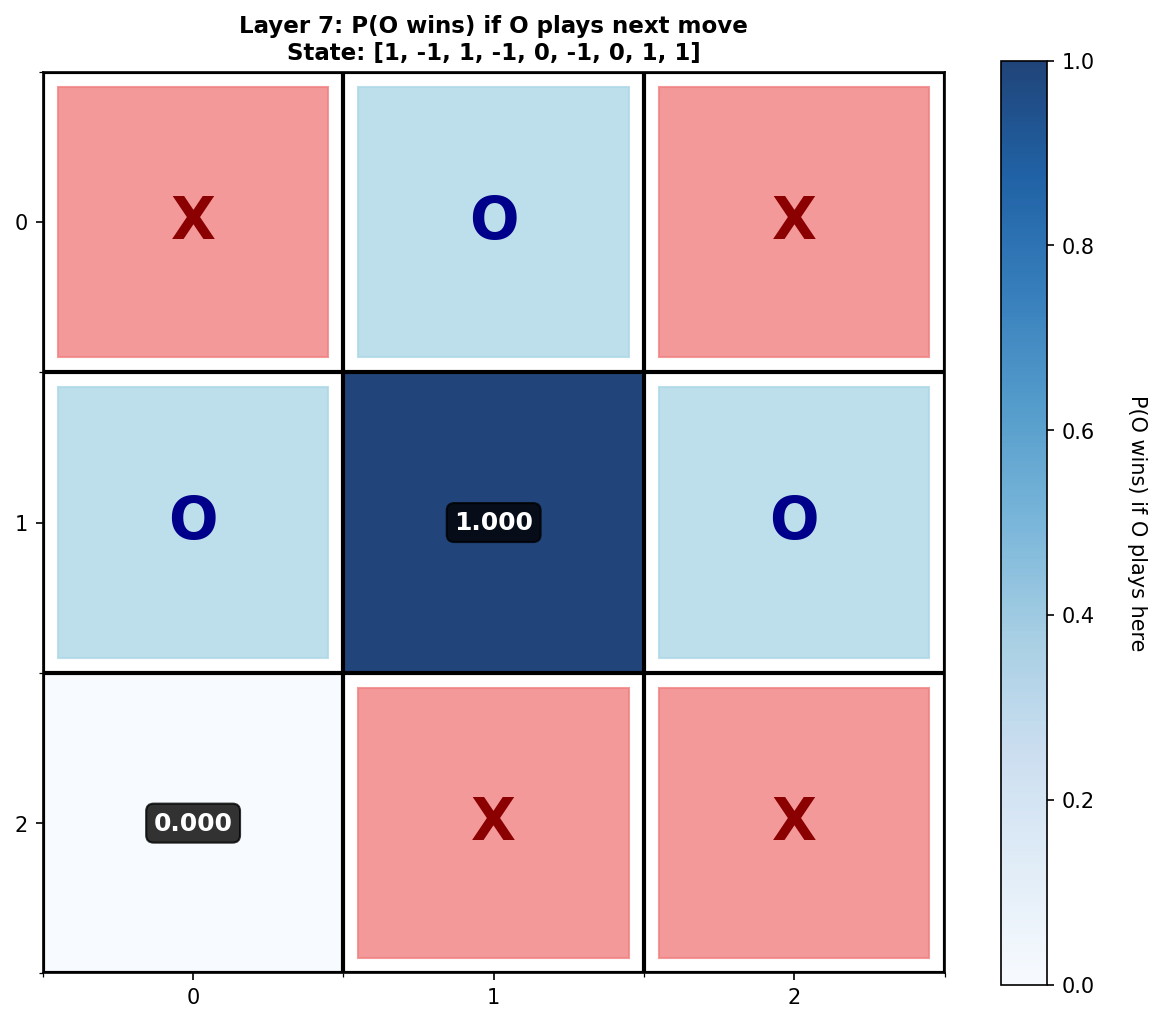 Layer 7: P(O wins) if O plays next move
State: [1, -1, 1, -1, 0, -1, 0, 1, 1]
0
X
O
X
1
O
1.000
O
2
0.000
X
X
0
1
2
1.0
0.8
0.6
0.4
0.2
0.0
P(O wins) if O plays here